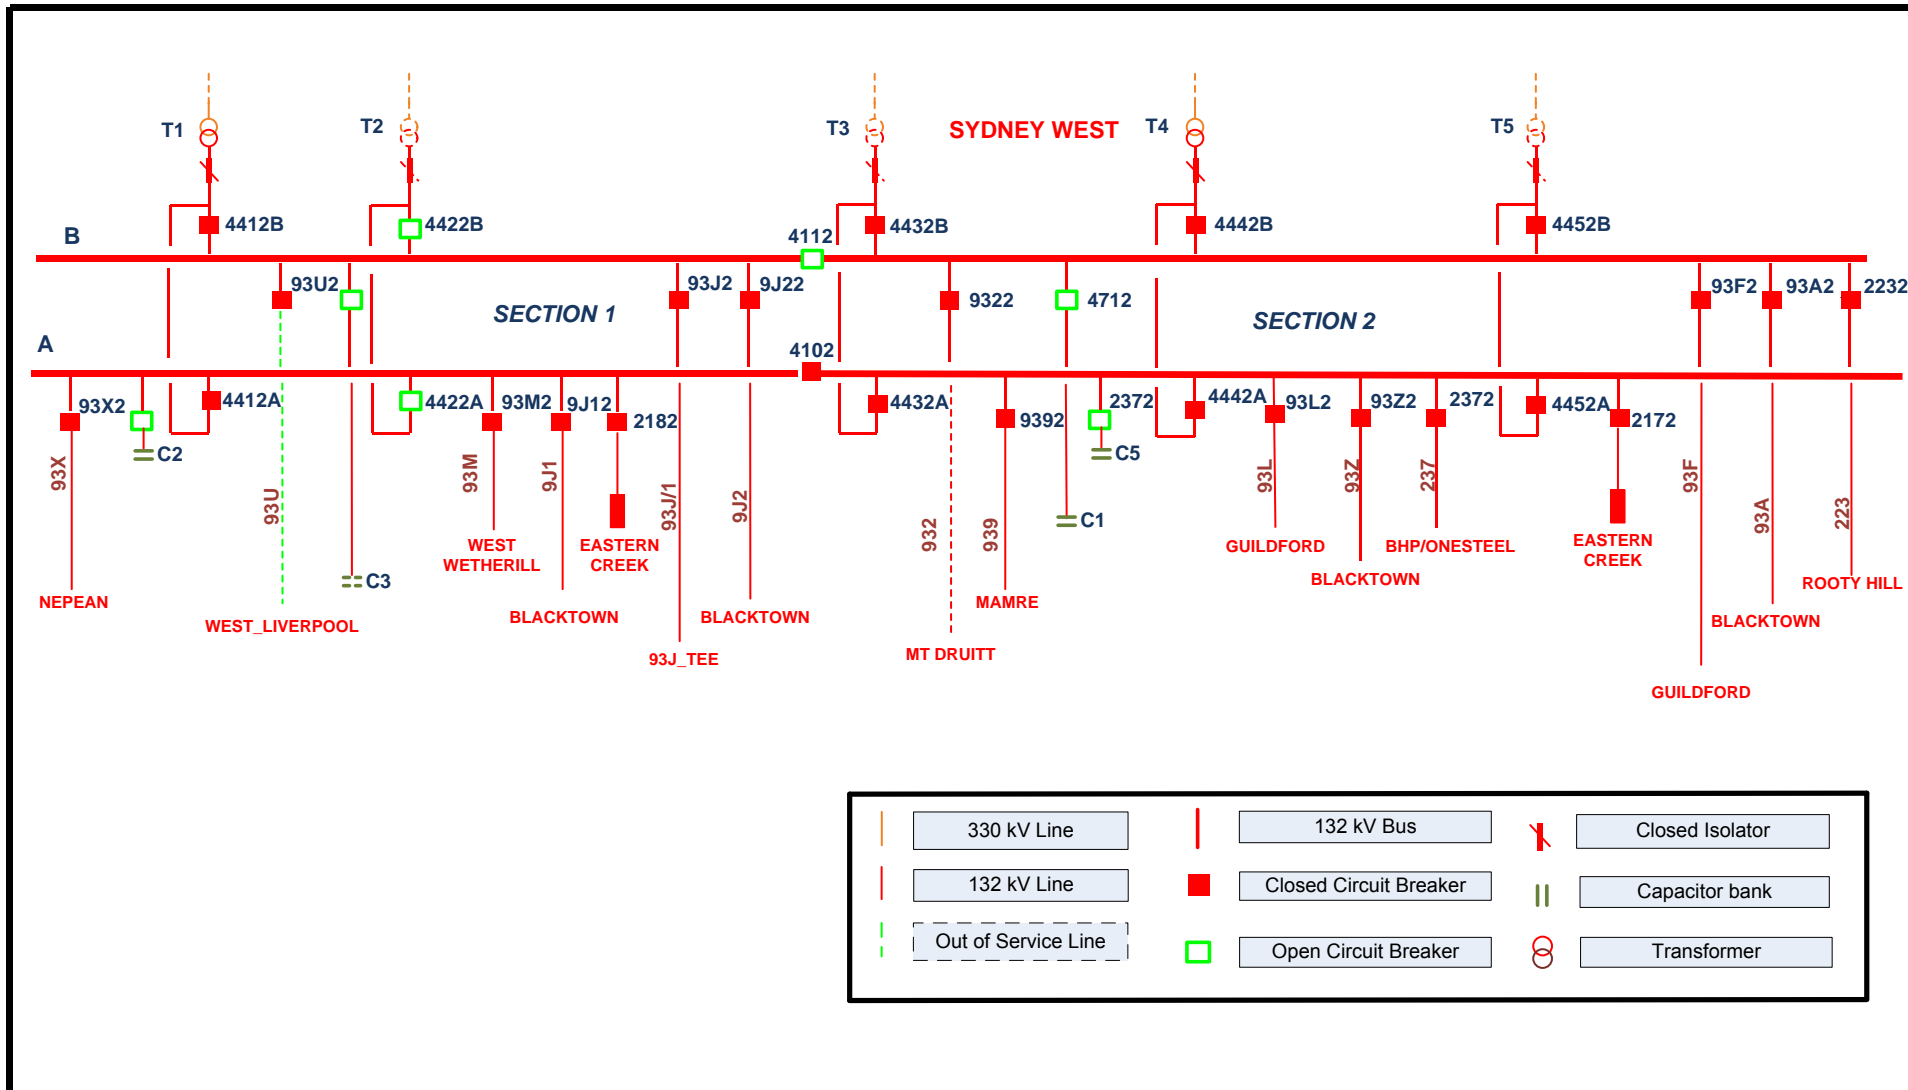 T1
T2
T3
SYDNEY WEST
T4
T5
4412B
4422B
4432B
4442B
4452B
B
4112
93U2
93J2
9J22
9322
4712
93F2
93A2
2232
SECTION 1
SECTION 2
A
4102
93X2
4412A
4422A
93M2
9J12
2182
4432A
9392
2372
4442A
93L2
93Z2
2372
4452A
2172
C2
C5
93X
93U
93M
9J1
93J/1
9J2
932
939
93L
93Z
237
93F
93A
223
C1
C3
WEST
WETHERILL
EASTERN
CREEK
GUILDFORD
BHP/ONESTEEL
EASTERN
CREEK
BLACKTOWN
ROOTY HILL
NEPEAN
MAMRE
WEST_LIVERPOOL
BLACKTOWN
BLACKTOWN
BLACKTOWN
93J_TEE
MT DRUITT
GUILDFORD
330 kV Line
132 kV Bus
Closed Isolator
132 kV Line
Closed Circuit Breaker
Capacitor bank
Out of Service Line
Open Circuit Breaker
Transformer